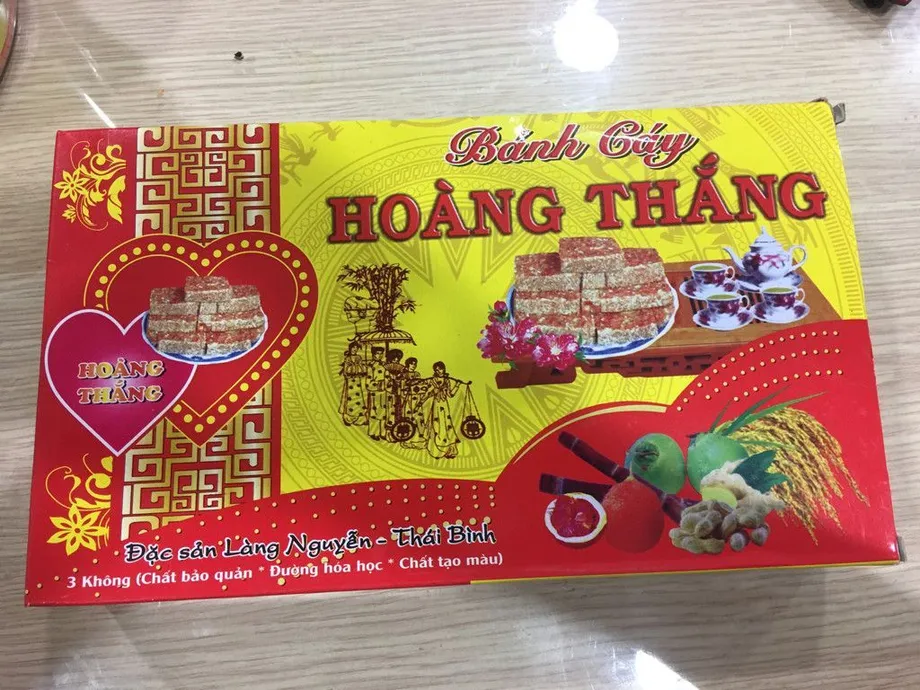 Bánh Cáy
HOÀNG THẮNG
HOÀNG
THẮNG
Đặc sản Làng Nguyễn - Thái Bình
3 Không (Chất bảo quản * Đường hóa học * Chất tạo màu)